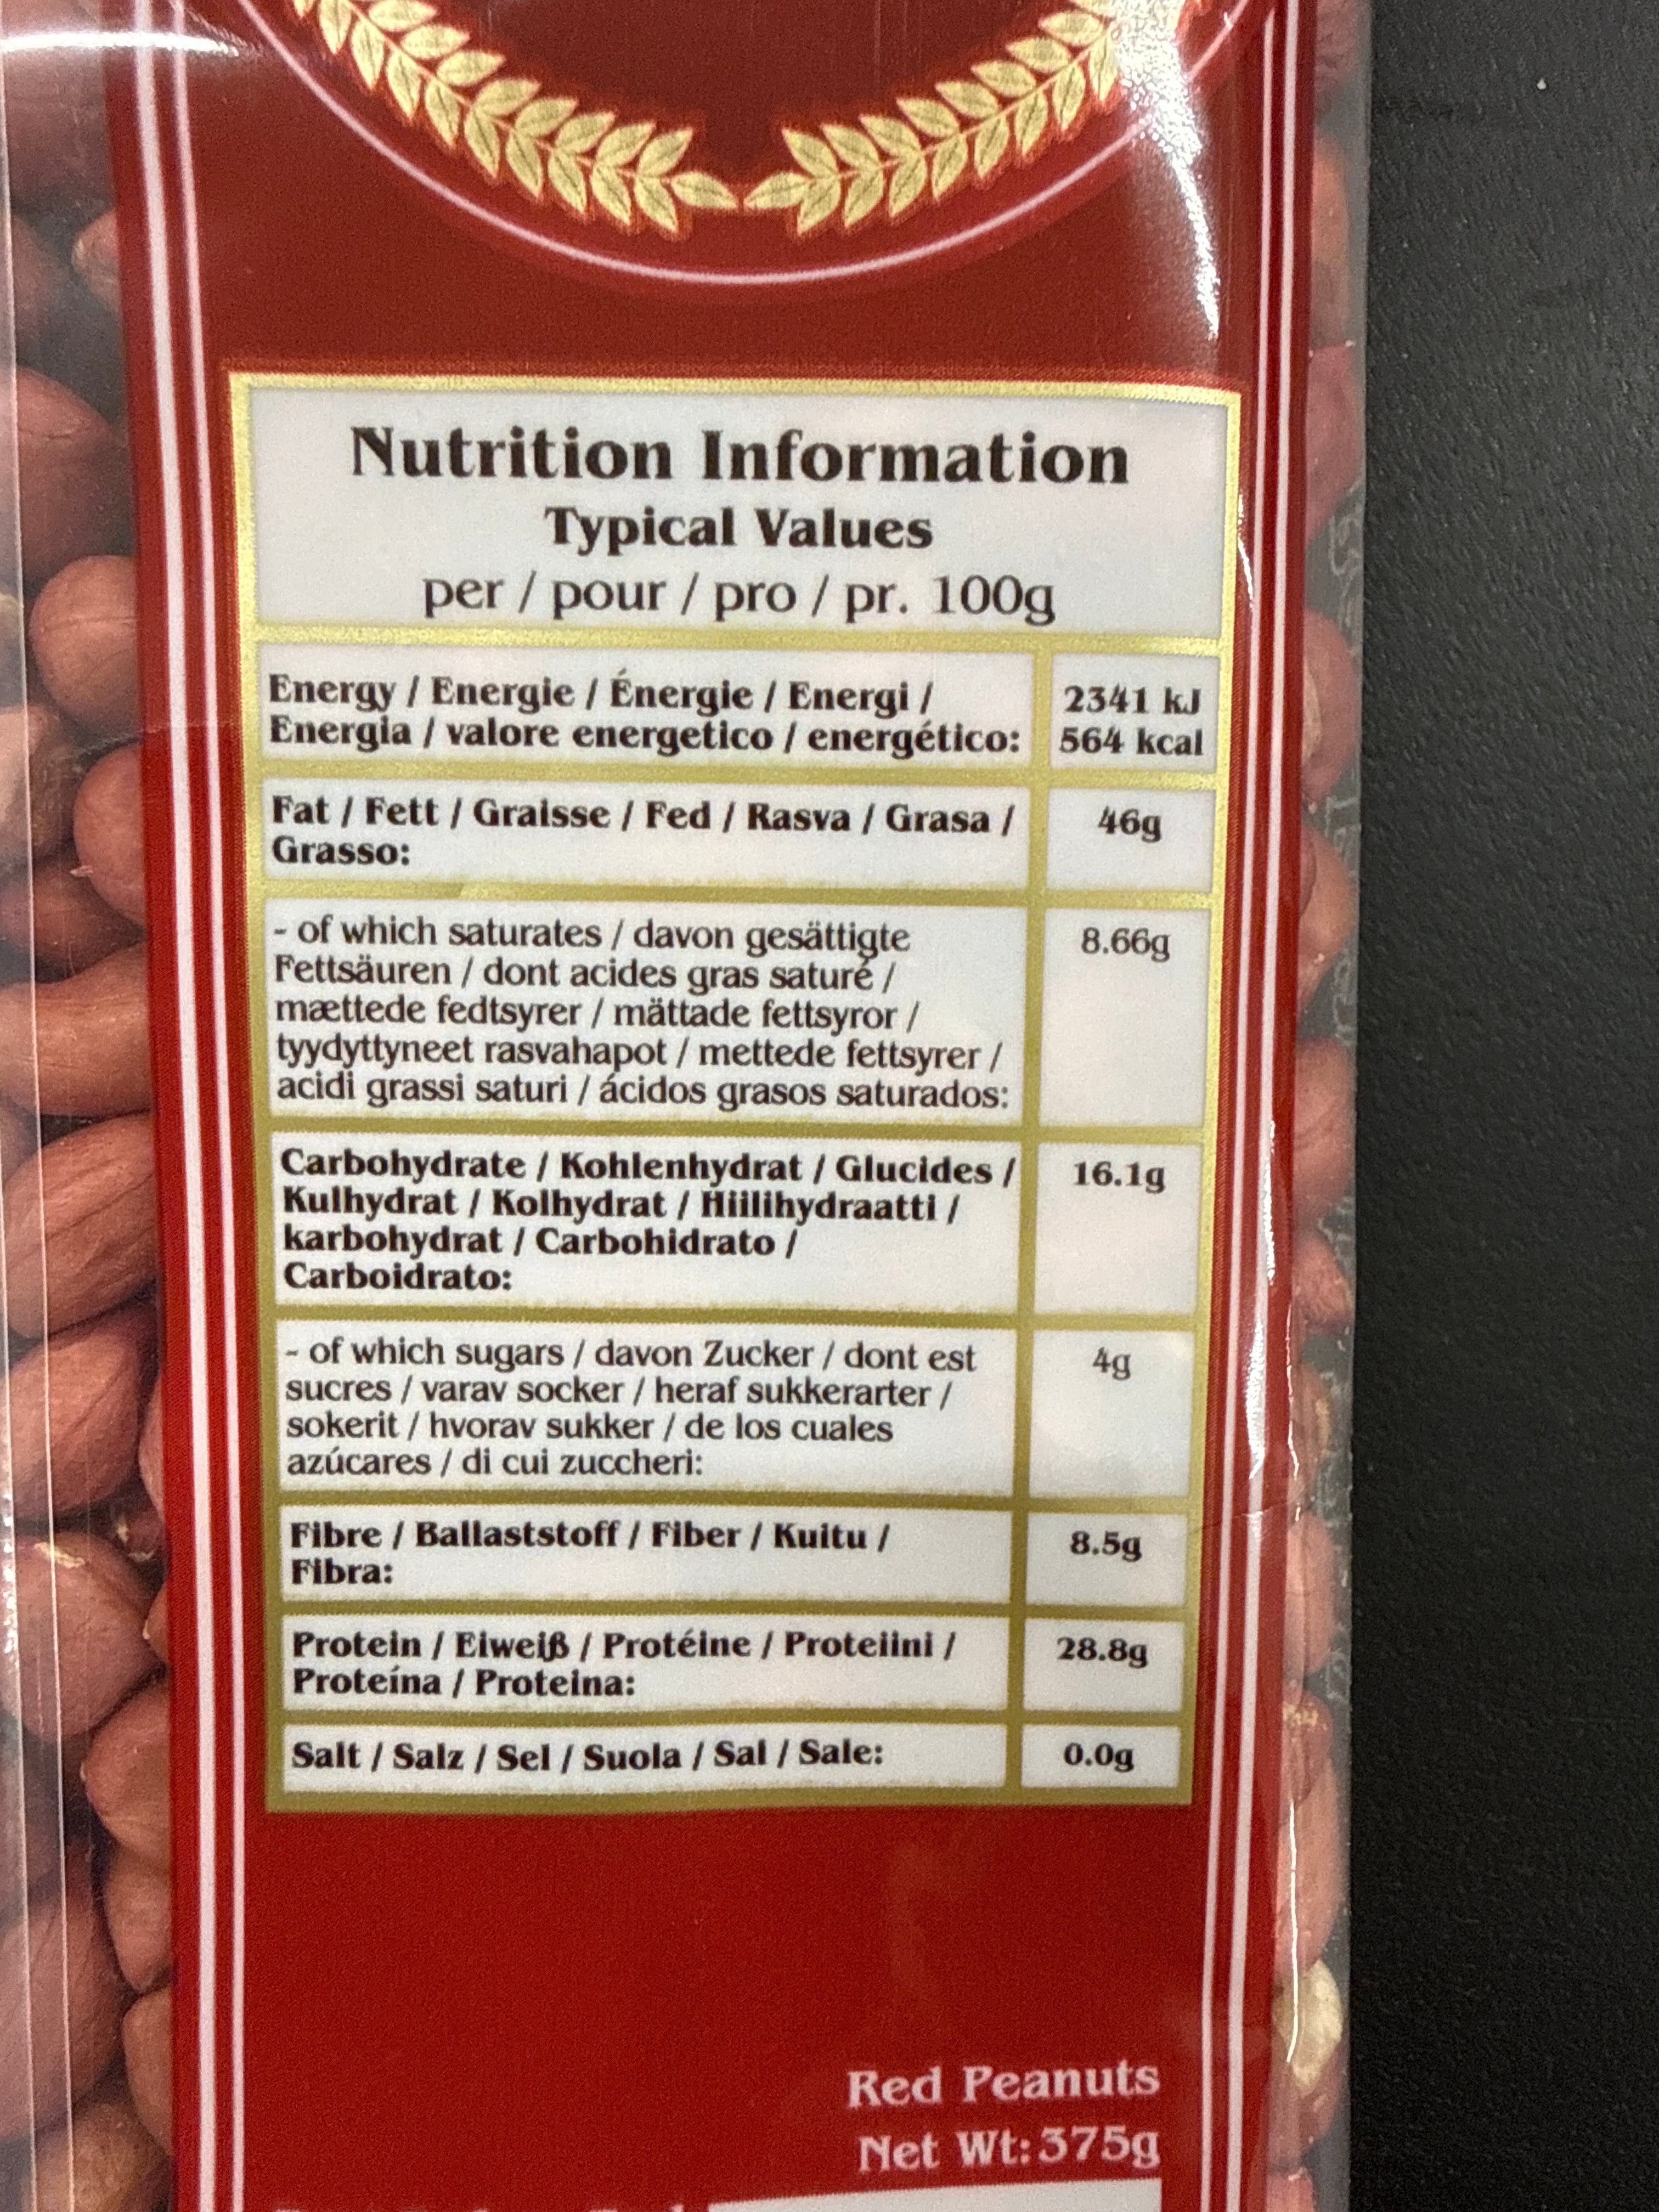 Nutrition Information
Typical Values
per / pour / pro / pr. 100g
Energy / Energie / Énergie / Energi /
Energia / valore energetico / energético:
2341 kJ
564 kcal
Fat / Fett / Graisse / Fed / Rasva / Grasa /
Grasso:
46g
- of which saturates / davon gesättigte
Fettsäuren / dont acides gras saturé /
mættede fedtsyrer / mättade fettsyror /
tyydyttyneet rasvahapot / mettede fettsyrer /
acidi grassi saturi / ácidos grasos saturados:
8.66g
Carbohydrate / Kohlenhydrat / Glucides /
Kulhydrat / Kolhydrat / Hiilihydraatti /
karbohydrat / Carbohidrato /
Carboidrato:
16.1g
- of which sugars / davon Zucker / dont est
sucres / varav socker / heraf sukkerarter /
sokerit / hvorav sukker / de los cuales
azúcares / di cui zuccheri:
4g
Fibre / Ballaststoff / Fiber / Kuitu /
Fibra:
8.5g
Protein / Eiweiß / Protéine / Proteiini /
Proteína / Proteina:
28.8g
Salt / Salz / Sel / Suola / Sal / Sale:
0.0g
Red Peanuts
Net Wt: 375g